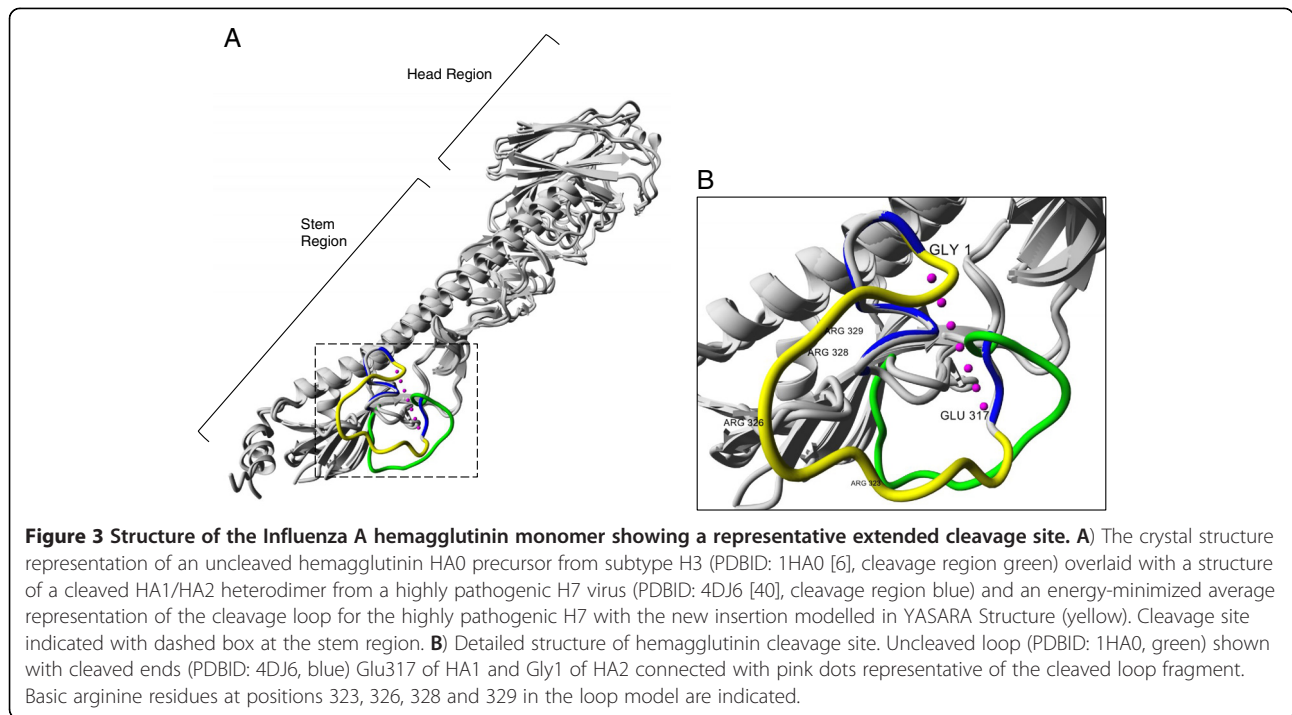 A
Head Region
Stem
Region
B
GLY 1
ARG 329
ARG 328
GLU 317
ARG 326
ARG 323
Figure 3 Structure of the Influenza A hemagglutinin monomer showing a representative extended cleavage site. A) The crystal structure
representation of an uncleaved hemagglutinin HA0 precursor from subtype H3 (PDBID: 1HA0 [6], cleavage region green) overlaid with a structure
of a cleaved HA1/HA2 heterodimer from a highly pathogenic H7 virus (PDBID: 4DJ6 [40], cleavage region blue) and an energy-minimized average
representation of the cleavage loop for the highly pathogenic H7 with the new insertion modelled in YASARA Structure (yellow). Cleavage site
indicated with dashed box at the stem region. B) Detailed structure of hemagglutinin cleavage site. Uncleaved loop (PDBID: 1HA0, green) shown
with cleaved ends (PDBID: 4DJ6, blue) Glu317 of HA1 and Gly1 of HA2 connected with pink dots representative of the cleaved loop fragment.
Basic arginine residues at positions 323, 326, 328 and 329 in the loop model are indicated.